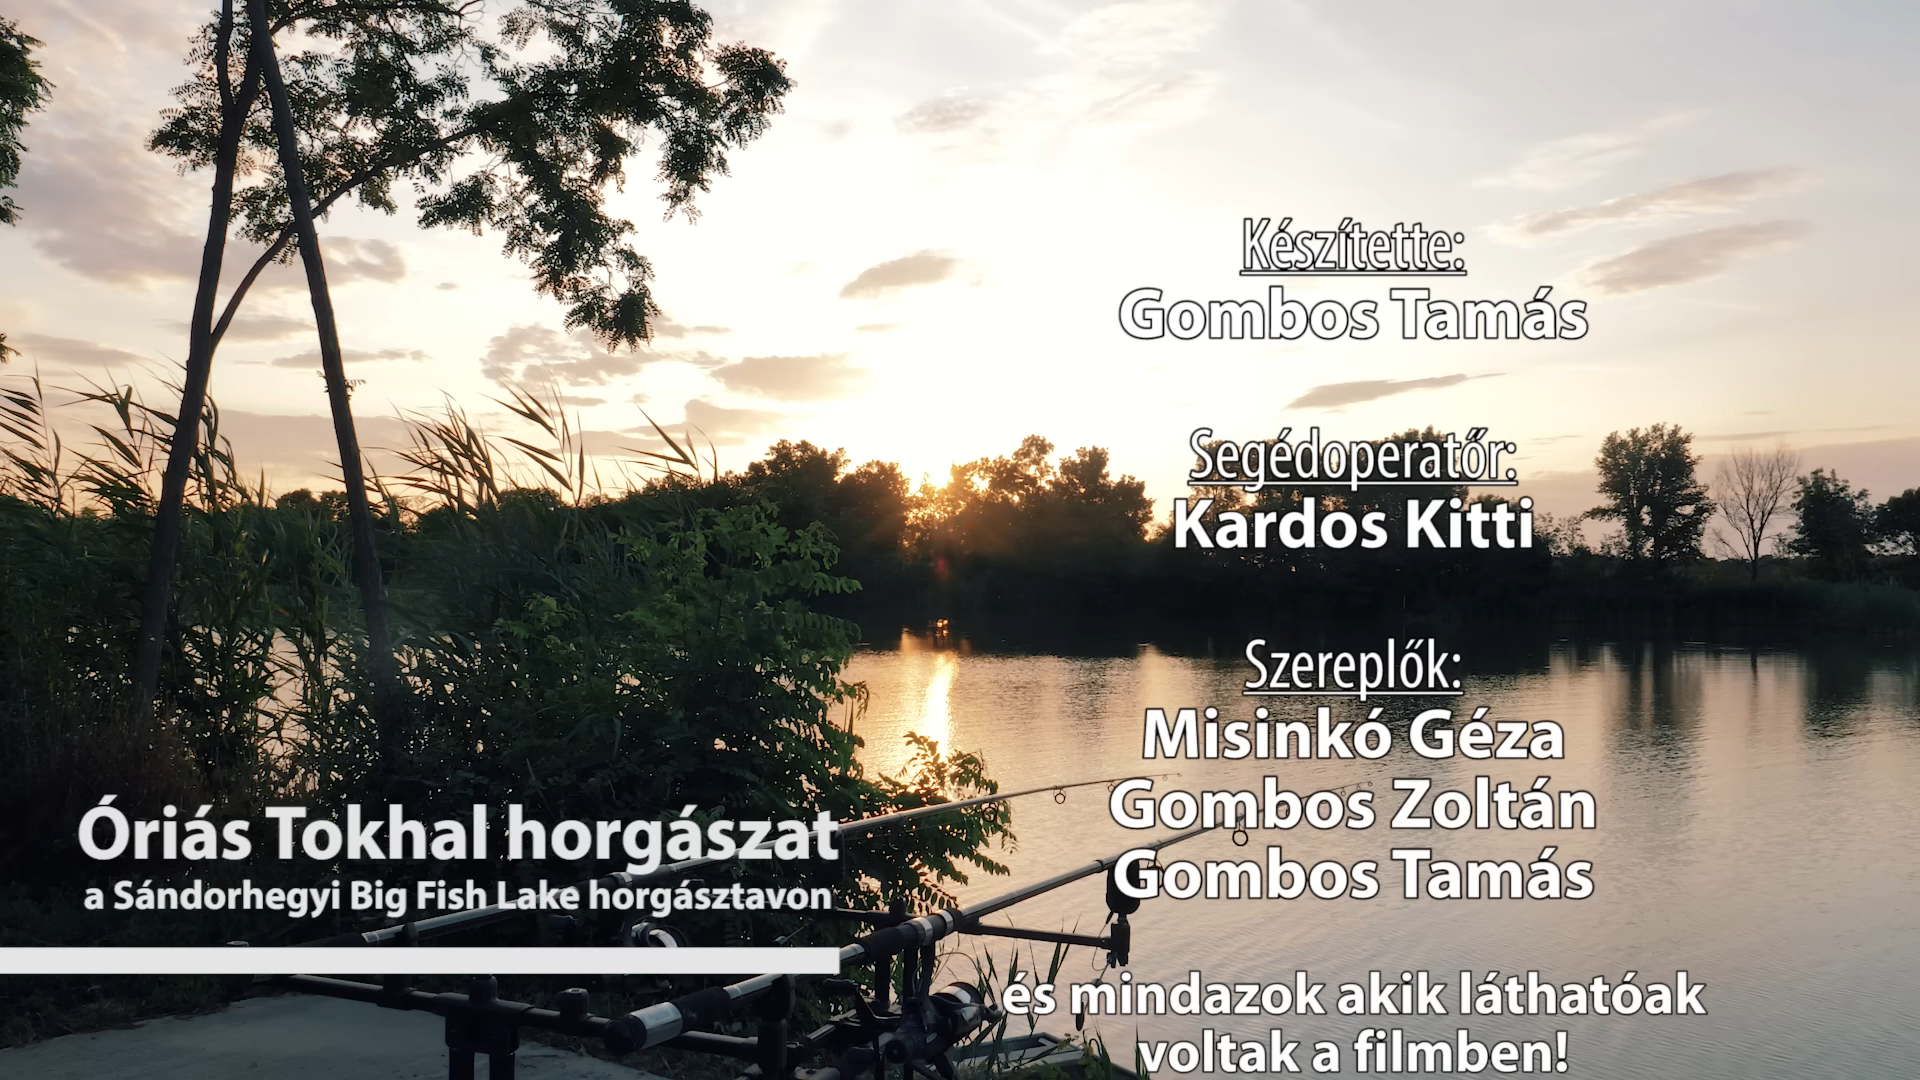 Készítette:
Gombos Tamás
Segédoperatőr:
Kardos Kitti
Szereplők:
Misinkó Géza
Gombos Zoltán
Gombos Tamás
és mindazok akik láthatóak
voltak a filmben!
Óriás Tokhal horgászat
a Sándorhegyi Big Fish Lake horgásztavon